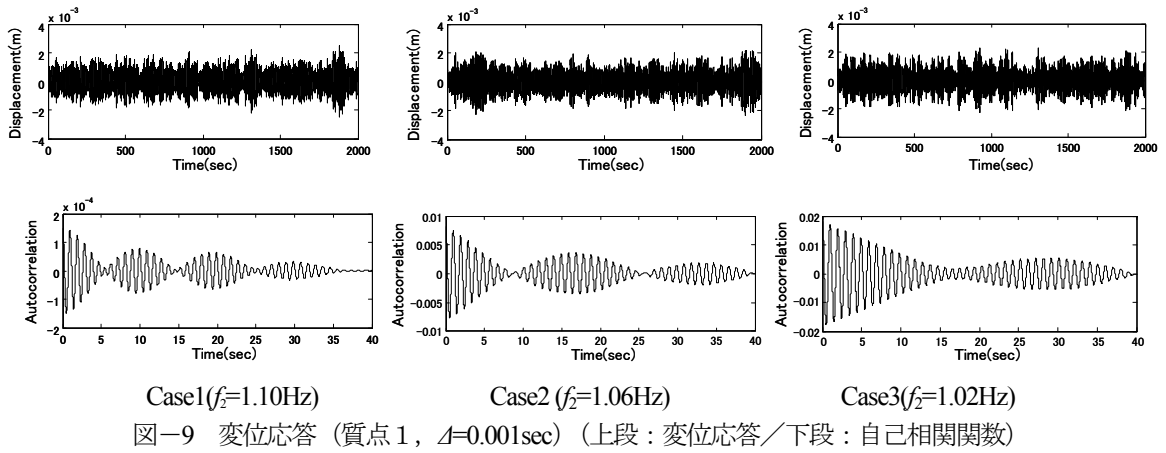 x 10⁻³
4
2
0
−2
−4
Displacement(m)
0 500 1000 1500 2000
Time(sec)
x 10⁻³
4
2
0
−2
−4
Displacement(m)
0 500 1000 1500 2000
Time(sec)
x 10⁻³
4
2
0
−2
−4
Displacement(m)
0 500 1000 1500 2000
Time(sec)
x 10⁻⁴
2
1
0
−1
−2
Autocorrelation
0 5 10 15 20 25 30 35 40
Time(sec)
0.01
0.005
0
−0.005
−0.01
Autocorrelation
0 5 10 15 20 25 30 35 40
Time(sec)
0.02
0.01
0
−0.01
−0.02
Autocorrelation
0 5 10 15 20 25 30 35 40
Time(sec)
Case1(f₂=1.10Hz)
Case2 (f₂=1.06Hz)
Case3(f₂=1.02Hz)
図－9 変位応答（質点１，Δ=0.001sec）（上段：変位応答／下段：自己相関関数）